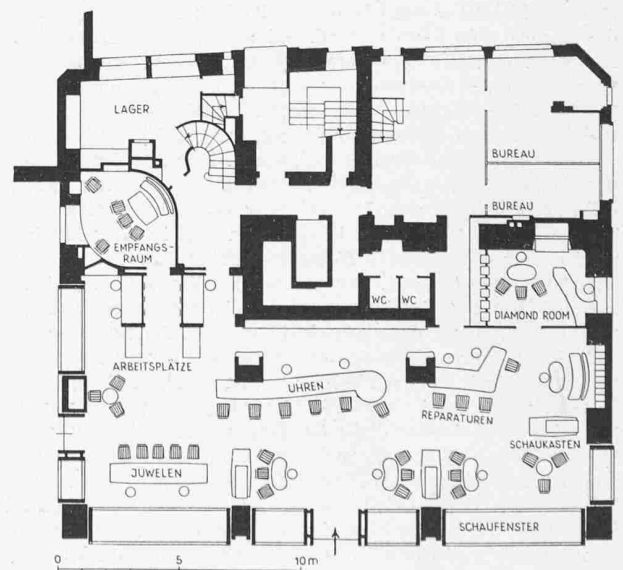 LAGER
BUREAU
BUREAU
EMPFANGS-
RAUM
WC WC
DIAMOND ROOM
ARBEITSPLÄTZE
UHREN
REPARATUREN
SCHAUKASTEN
JUWELEN
SCHAUFENSTER
0 5 10 m